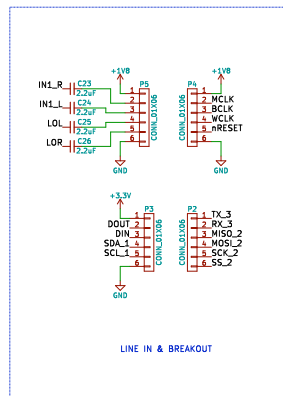 +1V8
IN1_R C23 2.2uF
IN1_L C24 2.2uF
LOL C25 2.2uF
LOR C26 2.2uF
P5
1
2
3
4
5
6
CONN_01X06
GND
+1V8
P4
1
2 MCLK
3 BCLK
4 WCLK
5 nRESET
6
CONN_01X06
GND
+3.3V
P3
1
DOUT 2
DIN 3
SDA_1 4
SCL_1 5
6
CONN_01X06
GND
P2
1 TX_3
2 RX_3
3 MISO_2
4 MOSI_2
5 SCK_2
6 SS_2
CONN_01X06
LINE IN & BREAKOUT